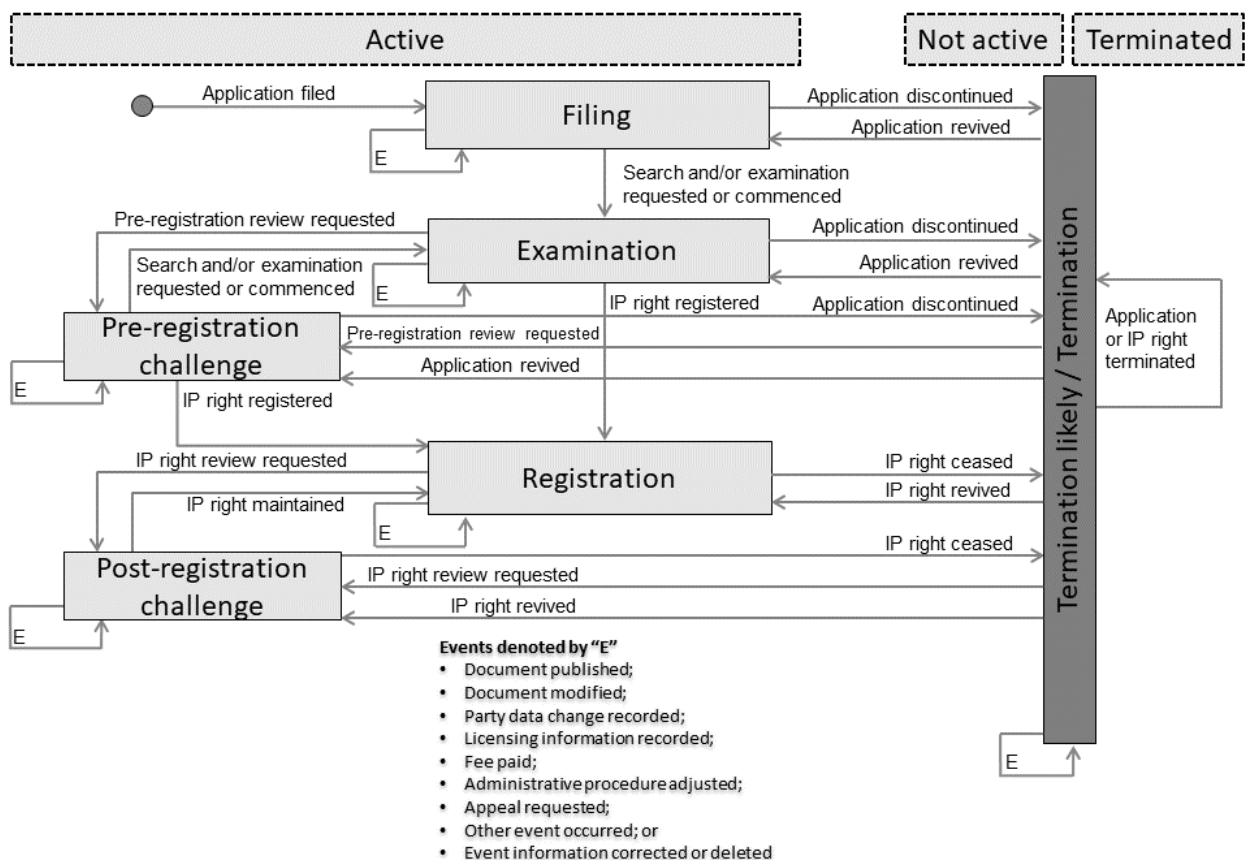 Active
Not active
Terminated
Application filed
Filing
Application discontinued
Application revived
E
Search and/or examination
requested or commenced
Pre-registration review requested
Examination
Application discontinued
Application revived
Search and/or examination
requested or commenced
E
IP right registered
Application discontinued
Application
or IP right
terminated
Pre-registration
challenge
Pre-registration review requested
Application revived
E
IP right registered
IP right review requested
Registration
IP right ceased
IP right revived
IP right maintained
E
Termination likely / Termination
Post-registration
challenge
IP right ceased
IP right review requested
IP right revived
E
Events denoted by “E”
• Document published;
• Document modified;
• Party data change recorded;
• Licensing information recorded;
• Fee paid;
• Administrative procedure adjusted;
• Appeal requested;
• Other event occurred; or
• Event information corrected or deleted
E